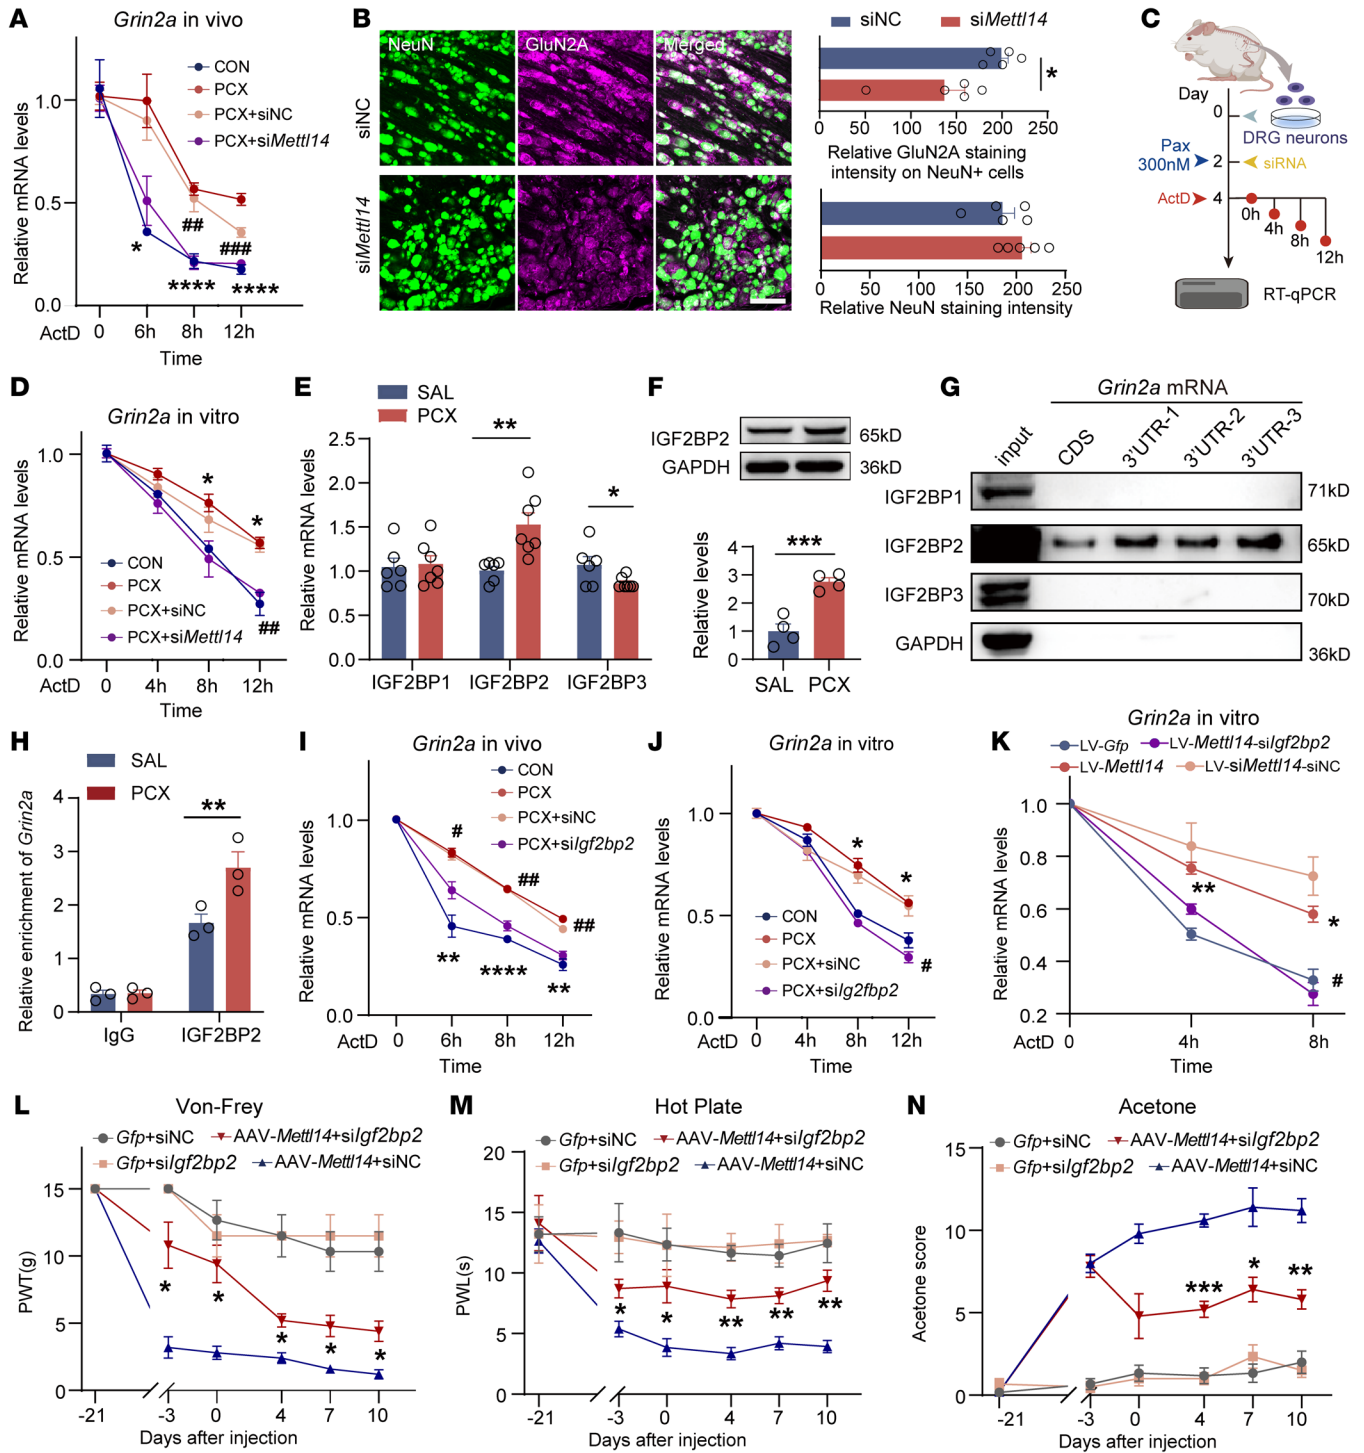 A
Grin2a in vivo
Relative mRNA levels
1.0
0.5
0.0
CON
PCX
PCX+siNC
PCX+siMettl14
*
##
****
###
****
ActD
0
6h
8h
12h
Time
B
NeuN
GluN2A
Merged
siNC
siMettl14
siNC
siMettl14
*
0
50
100
150
200
250
Relative GluN2A staining
intensity on NeuN+ cells
0
50
100
150
200
250
Relative NeuN staining intensity
C
Day
0
DRG neurons
Pax
300nM
2
siRNA
ActD
4
0h
4h
8h
12h
RT-qPCR
D
Grin2a in vitro
Relative mRNA levels
1.0
0.5
0.0
CON
PCX
PCX+siNC
PCX+siMettl14
*
*
##
ActD
0
4h
8h
12h
Time
E
SAL
PCX
Relative mRNA levels
2.5
2.0
1.5
1.0
0.5
0.0
**
*
IGF2BP1
IGF2BP2
IGF2BP3
F
IGF2BP2
65kD
GAPDH
36kD
Relative levels
4
3
2
1
0
***
SAL
PCX
G
Grin2a mRNA
input
CDS
3'UTR-1
3'UTR-2
3'UTR-3
IGF2BP1
71kD
IGF2BP2
65kD
IGF2BP3
70kD
GAPDH
36kD
H
SAL
PCX
Relative enrichment of Grin2a
4
3
2
1
0
**
IgG
IGF2BP2
I
Grin2a in vivo
Relative mRNA levels
1.0
0.5
0.0
CON
PCX
PCX+siNC
PCX+siIgf2bp2
#
##
##
**
****
**
ActD
0
6h
8h
12h
Time
J
Grin2a in vitro
Relative mRNA levels
1.0
0.5
0.0
CON
PCX
PCX+siNC
PCX+siIg2fbp2
*
*
#
ActD
0
4h
8h
12h
Time
K
Grin2a in vitro
LV-Gfp
LV-Mettl14-siIgf2bp2
LV-Mettl14
LV-siMettl14-siNC
Relative mRNA levels
1.0
0.8
0.6
0.4
0.2
**
*
#
ActD
0
4h
8h
Time
L
Von-Frey
Gfp+siNC
AAV-Mettl14+siIgf2bp2
Gfp+siIgf2bp2
AAV-Mettl14+siNC
PWT(g)
15
10
5
0
*
*
*
*
*
-21
-3
0
4
7
10
Days after injection
M
Hot Plate
Gfp+siNC
AAV-Mettl14+siIgf2bp2
Gfp+siIgf2bp2
AAV-Mettl14+siNC
PWL(s)
20
15
10
5
0
*
*
**
**
**
-21
-3
0
4
7
10
Days after injection
N
Acetone
Gfp+siNC
AAV-Mettl14+siIgf2bp2
Gfp+siIgf2bp2
AAV-Mettl14+siNC
Acetone score
15
10
5
0
***
*
**
-21
-3
0
4
7
10
Days after injection